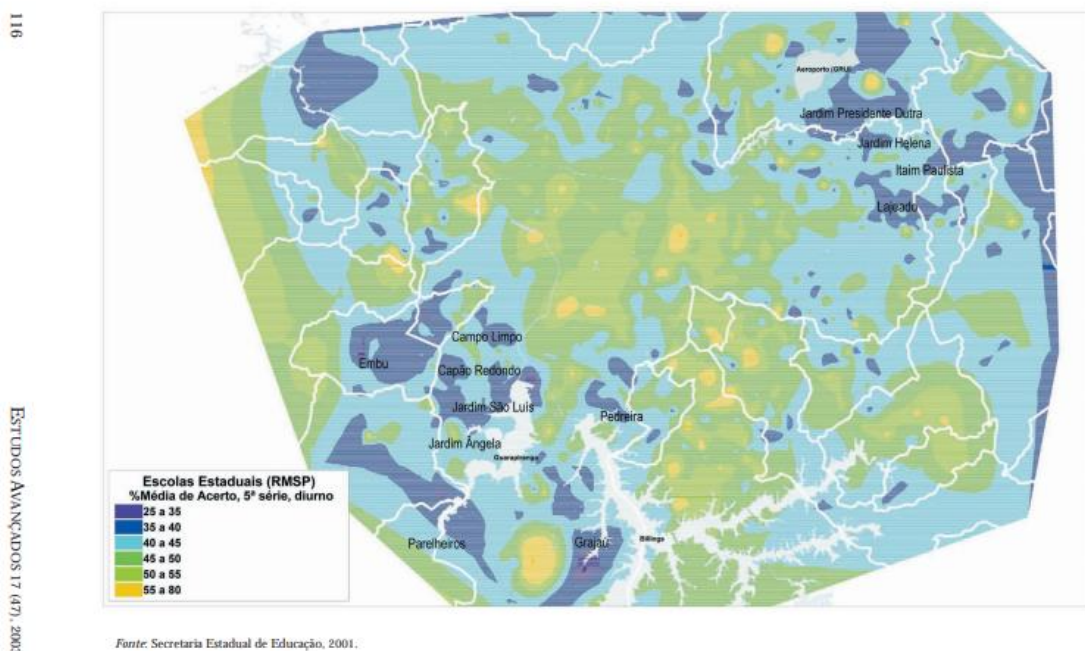 116
ESTUDOS AVANÇADOS 17 (47), 2003
Aeroporto (GRU)
Jardim Presidente Dutra
Jardim Helena
Itaim Paulista
Lajeado
Campo Limpo
Embu
Capão Redondo
Jardim São Luís
Pedreira
Jardim Ângela
Guarapiranga
Parelheiros
Grajaú
Billings
Escolas Estaduais (RMSP)
%Média de Acerto, 5ª série, diurno
25 a 35
35 a 40
40 a 45
45 a 50
50 a 55
55 a 80
Fonte: Secretaria Estadual de Educação, 2001.